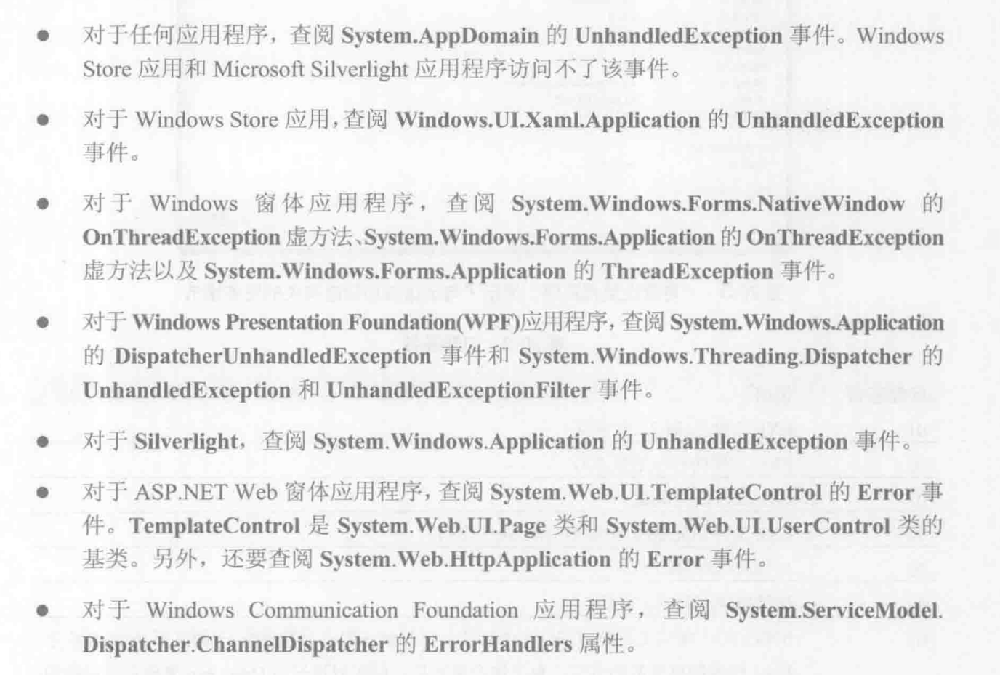 ● 对于任何应用程序，查阅 System.AppDomain 的 UnhandledException 事件。Windows
Store 应用和 Microsoft Silverlight 应用程序访问不了该事件。
● 对于 Windows Store 应用，查阅 Windows.UI.Xaml.Application 的 UnhandledException
事件。
● 对于 Windows 窗体应用程序，查阅 System.Windows.Forms.NativeWindow 的
OnThreadException 虚方法、System.Windows.Forms.Application 的 OnThreadException
虚方法以及 System.Windows.Forms.Application 的 ThreadException 事件。
● 对于 Windows Presentation Foundation(WPF)应用程序，查阅 System.Windows.Application
的 DispatcherUnhandledException 事件和 System.Windows.Threading.Dispatcher 的
UnhandledException 和 UnhandledExceptionFilter 事件。
● 对于 Silverlight，查阅 System.Windows.Application 的 UnhandledException 事件。
● 对于 ASP.NET Web 窗体应用程序，查阅 System.Web.UI.TemplateControl 的 Error 事
件。TemplateControl 是 System.Web.UI.Page 类和 System.Web.UI.UserControl 类的
基类。另外，还要查阅 System.Web.HttpApplication 的 Error 事件。
● 对于 Windows Communication Foundation 应用程序，查阅 System.ServiceModel.
Dispatcher.ChannelDispatcher 的 ErrorHandlers 属性。